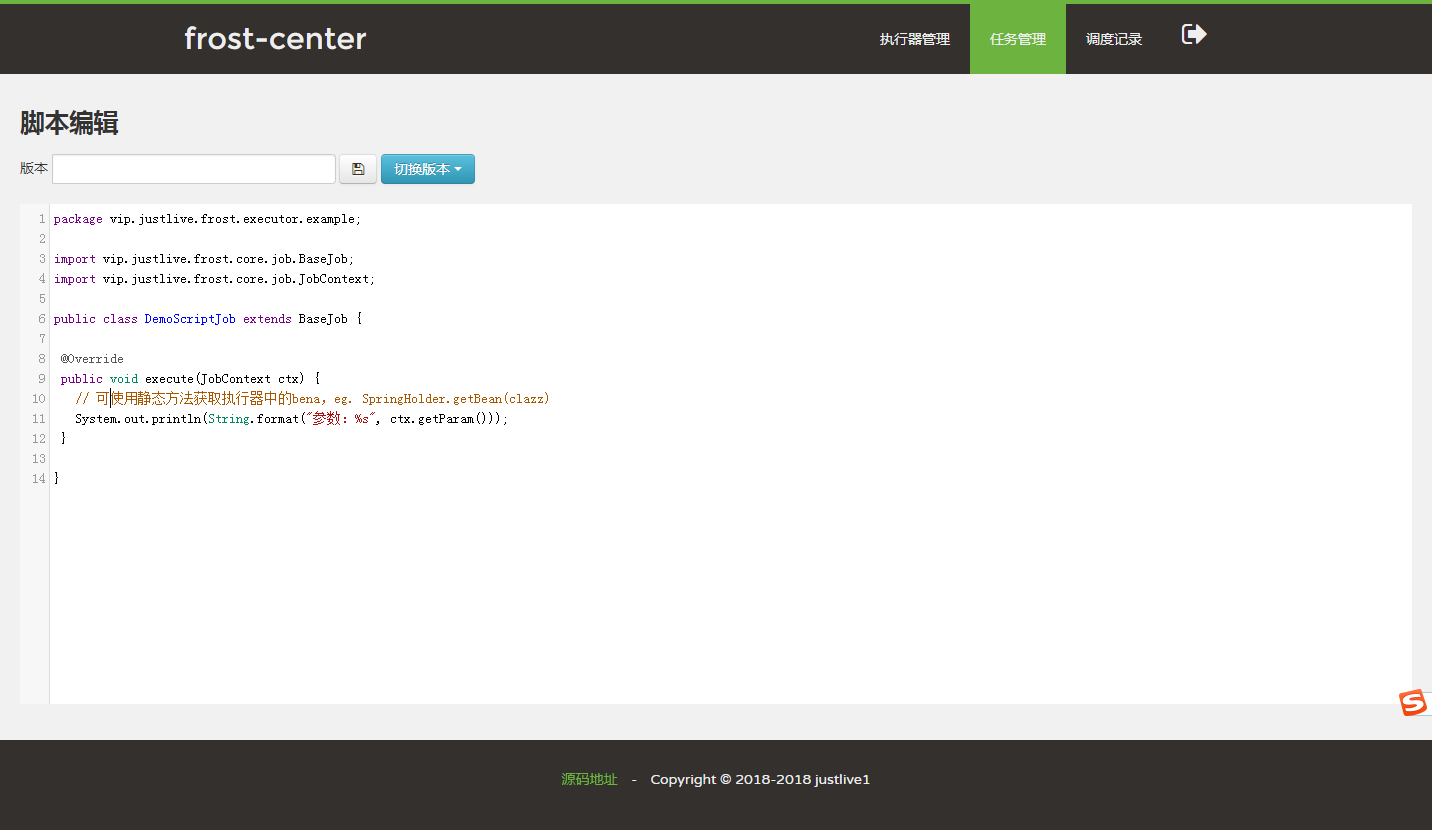 frost-center
执行器管理 任务管理 调度记录
脚本编辑
版本 切换版本
1 package vip.justlive.frost.executor.example;
2
3 import vip.justlive.frost.core.job.BaseJob;
4 import vip.justlive.frost.core.job.JobContext;
5
6 public class DemoScriptJob extends BaseJob {
7
8 @Override
9 public void execute(JobContext ctx) {
10 // 可使用静态方法获取执行器中的bena，eg. SpringHolder.getBean(clazz)
11 System.out.println(String.format("参数：%s", ctx.getParam()));
12 }
13
14 }
S
源码地址 - Copyright © 2018-2018 justlive1